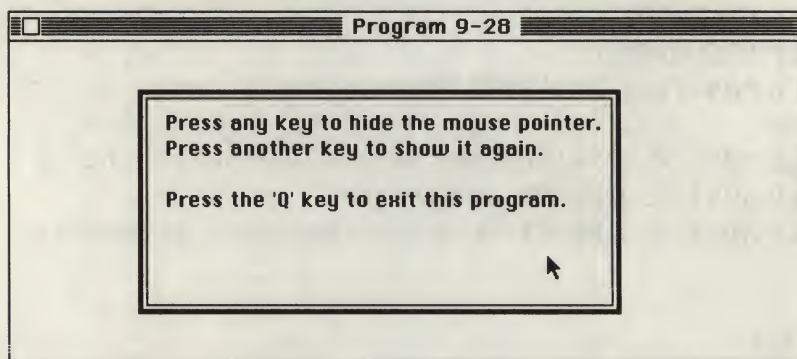 Program 9-28
Press any key to hide the mouse pointer.
Press another key to show it again.
Press the 'Q' key to exit this program.